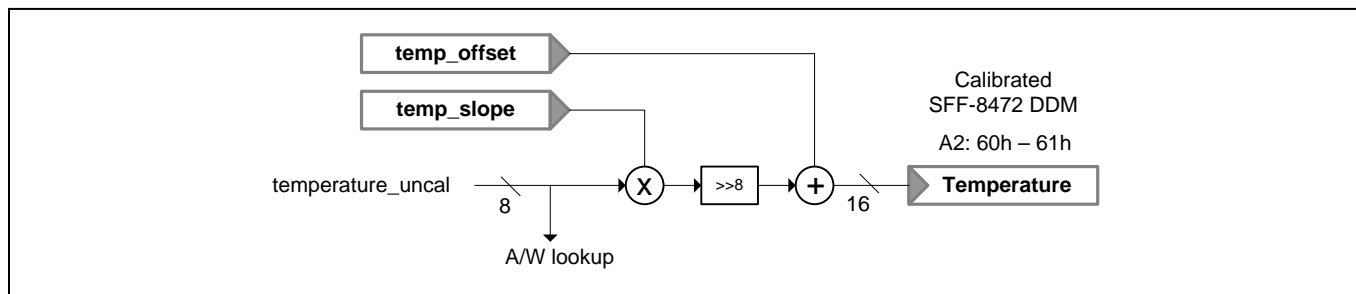 temp_offset
temp_slope
Calibrated
SFF-8472 DDM
A2: 60h – 61h
temperature_uncal
8
X
>>8
+
16
Temperature
A/W lookup